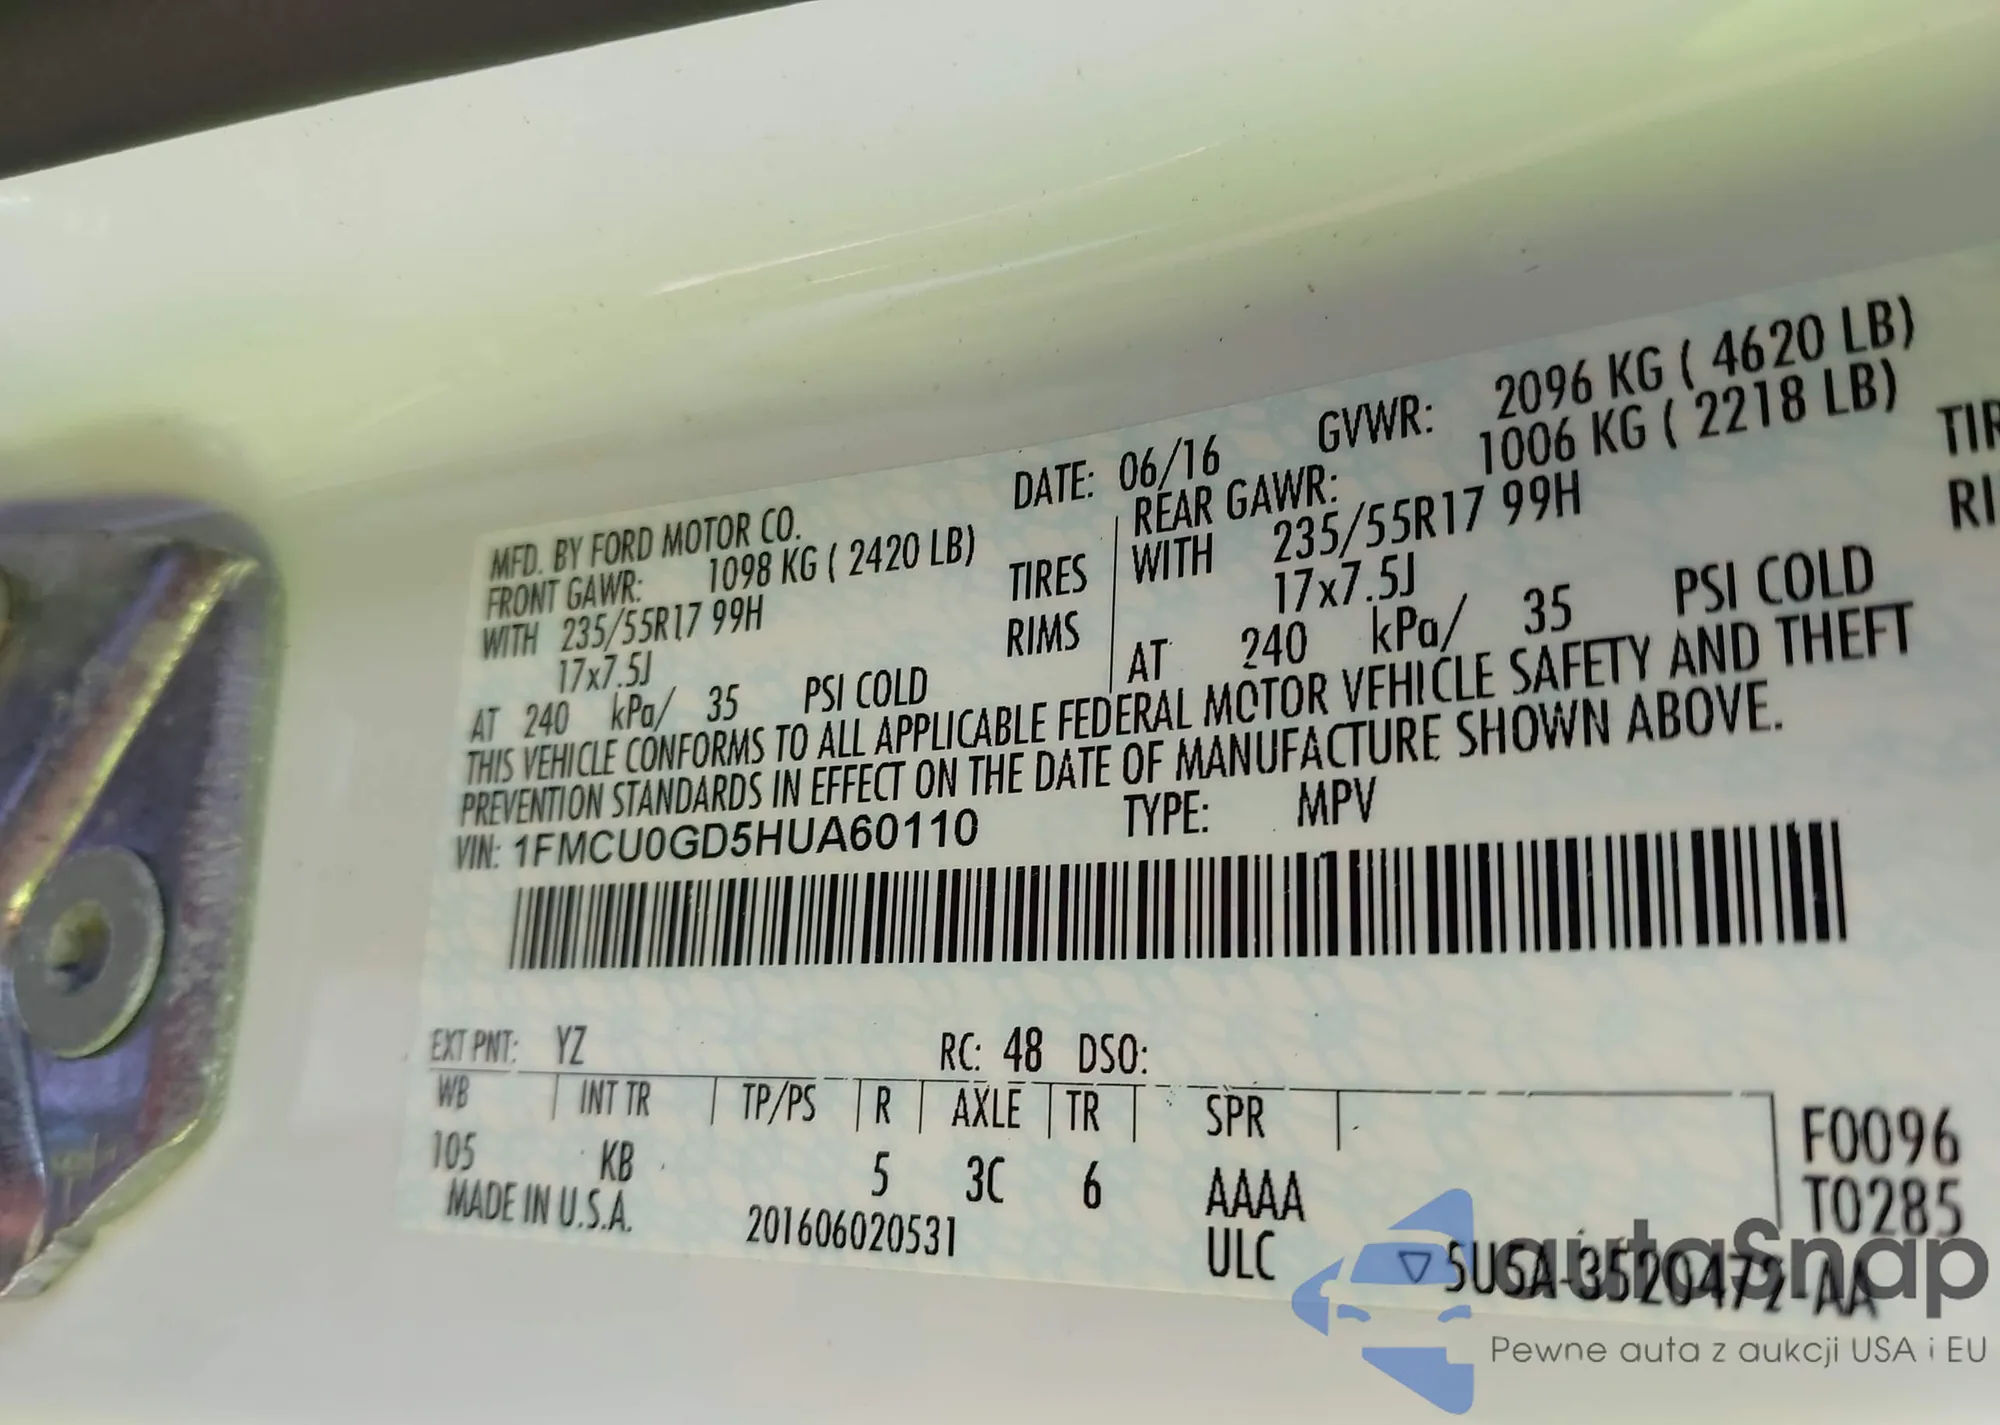 MFD. BY FORD MOTOR CO. DATE: 06/16 GVWR: 2096 KG ( 4620 LB)
FRONT GAWR: 1098 KG ( 2420 LB) REAR GAWR: 1006 KG ( 2218 LB)
WITH 235/55R17 99H TIRES WITH 235/55R17 99H TIR
17x7.5J RIMS 17x7.5J RI
AT 240 kPa/ 35 PSI COLD AT 240 kPa/ 35 PSI COLD
THIS VEHICLE CONFORMS TO ALL APPLICABLE FEDERAL MOTOR VEHICLE SAFETY AND THEFT
PREVENTION STANDARDS IN EFFECT ON THE DATE OF MANUFACTURE SHOWN ABOVE.
VIN: 1FMCU0GD5HUA60110 TYPE: MPV
EXT PNT: YZ RC: 48 DSO:
WB | INT TR | TP/PS | R | AXLE | TR | SPR
105 KB 5 3C 6 AAAA F0096
MADE IN U.S.A. 201606020531 ULC T0285
autaSnap
Pewne auta z aukcji USA i EU